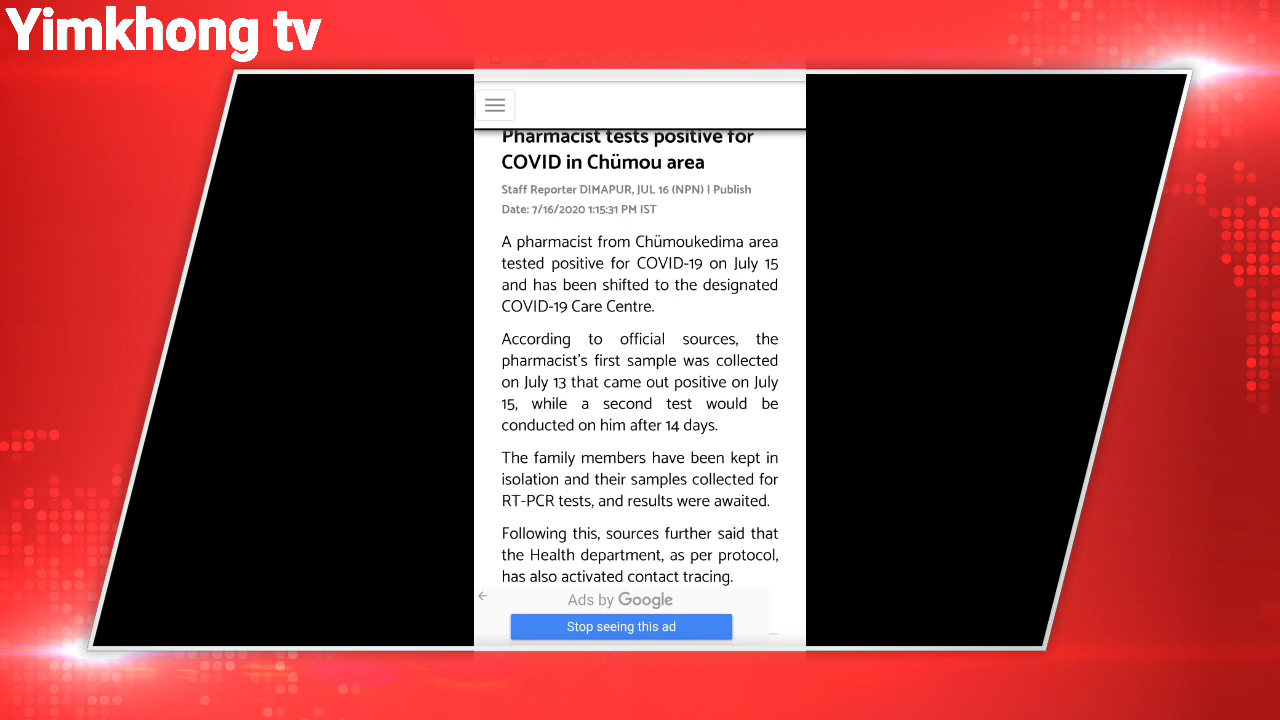 Yimkhong tv
Pharmacist tests positive for
COVID in Chümou area
Staff Reporter DIMAPUR, JUL 16 (NPN) | Publish
Date: 7/16/2020 1:15:31 PM IST
A pharmacist from Chümoukedima area
tested positive for COVID-19 on July 15
and has been shifted to the designated
COVID-19 Care Centre.
According to official sources, the
pharmacist's first sample was collected
on July 13 that came out positive on July
15, while a second test would be
conducted on him after 14 days.
The family members have been kept in
isolation and their samples collected for
RT-PCR tests, and results were awaited.
Following this, sources further said that
the Health department, as per protocol,
has also activated contact tracing.
Ads by Google
Stop seeing this ad